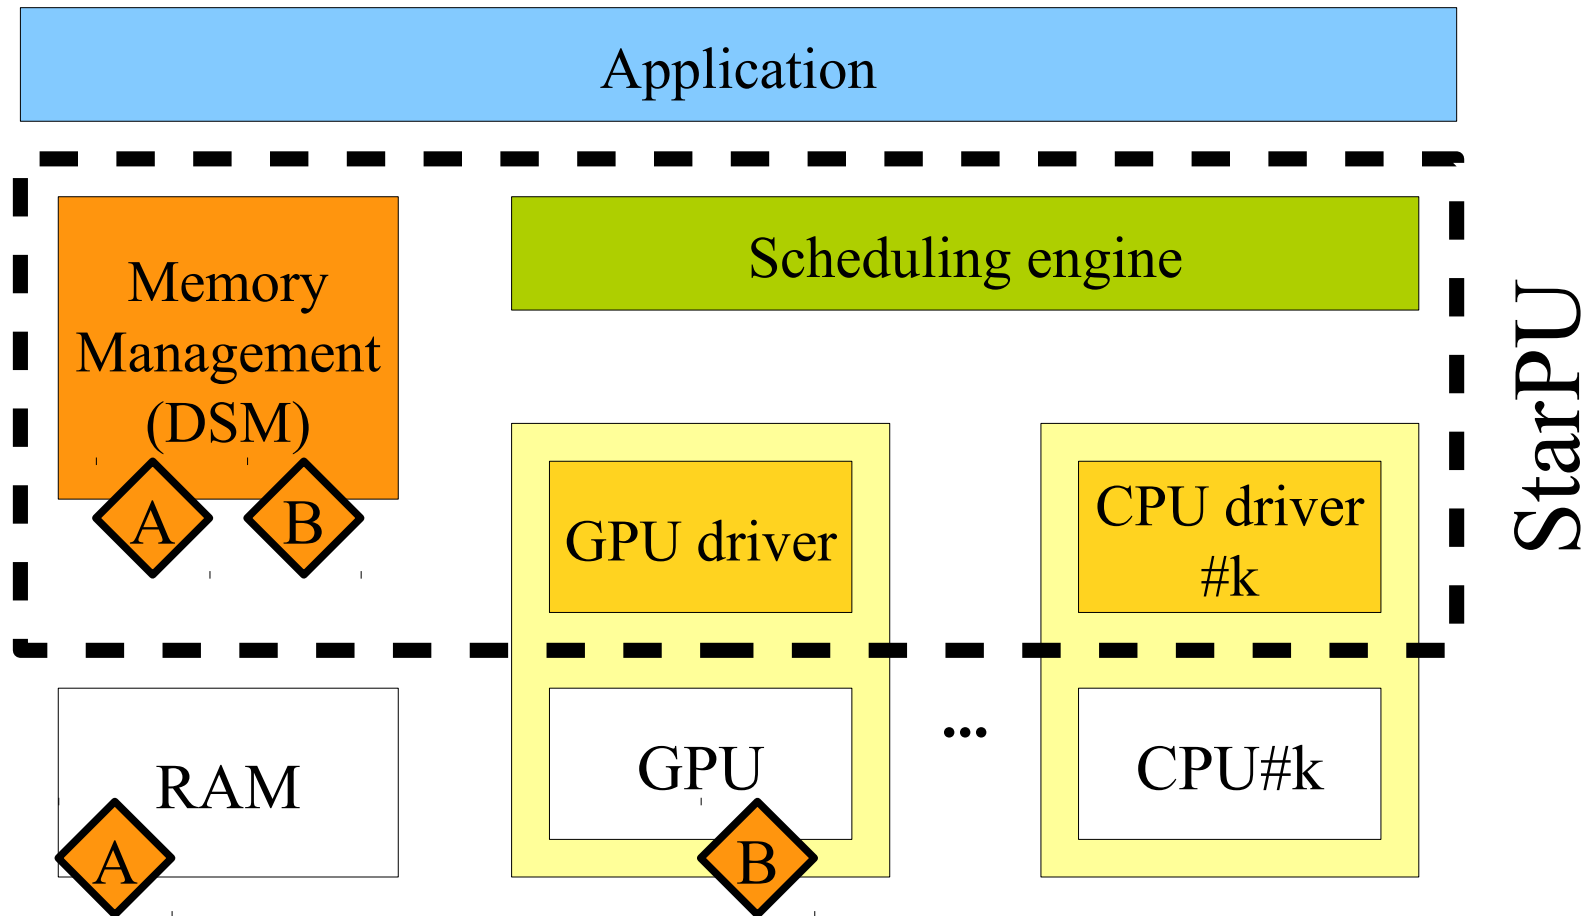 Application
Memory
Management
(DSM)
A
B
Scheduling engine
GPU driver
CPU driver
#k
StarPU
RAM
A
GPU
B
...
CPU#k